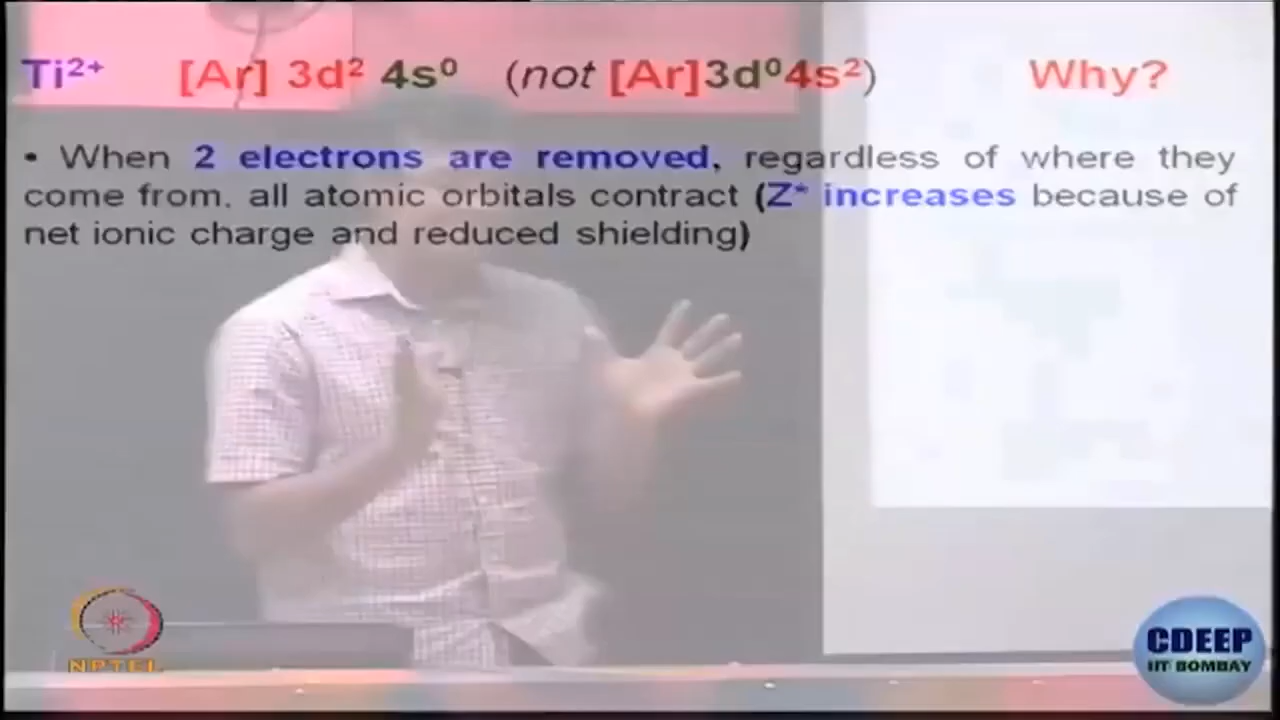 Ti²⁺ [Ar] 3d² 4s⁰ (not [Ar]3d⁰4s²) Why?
• When 2 electrons are removed, regardless of where they
come from, all atomic orbitals contract (Z* increases because of
net ionic charge and reduced shielding)
NPTEL
CDEEP
IIT BOMBAY